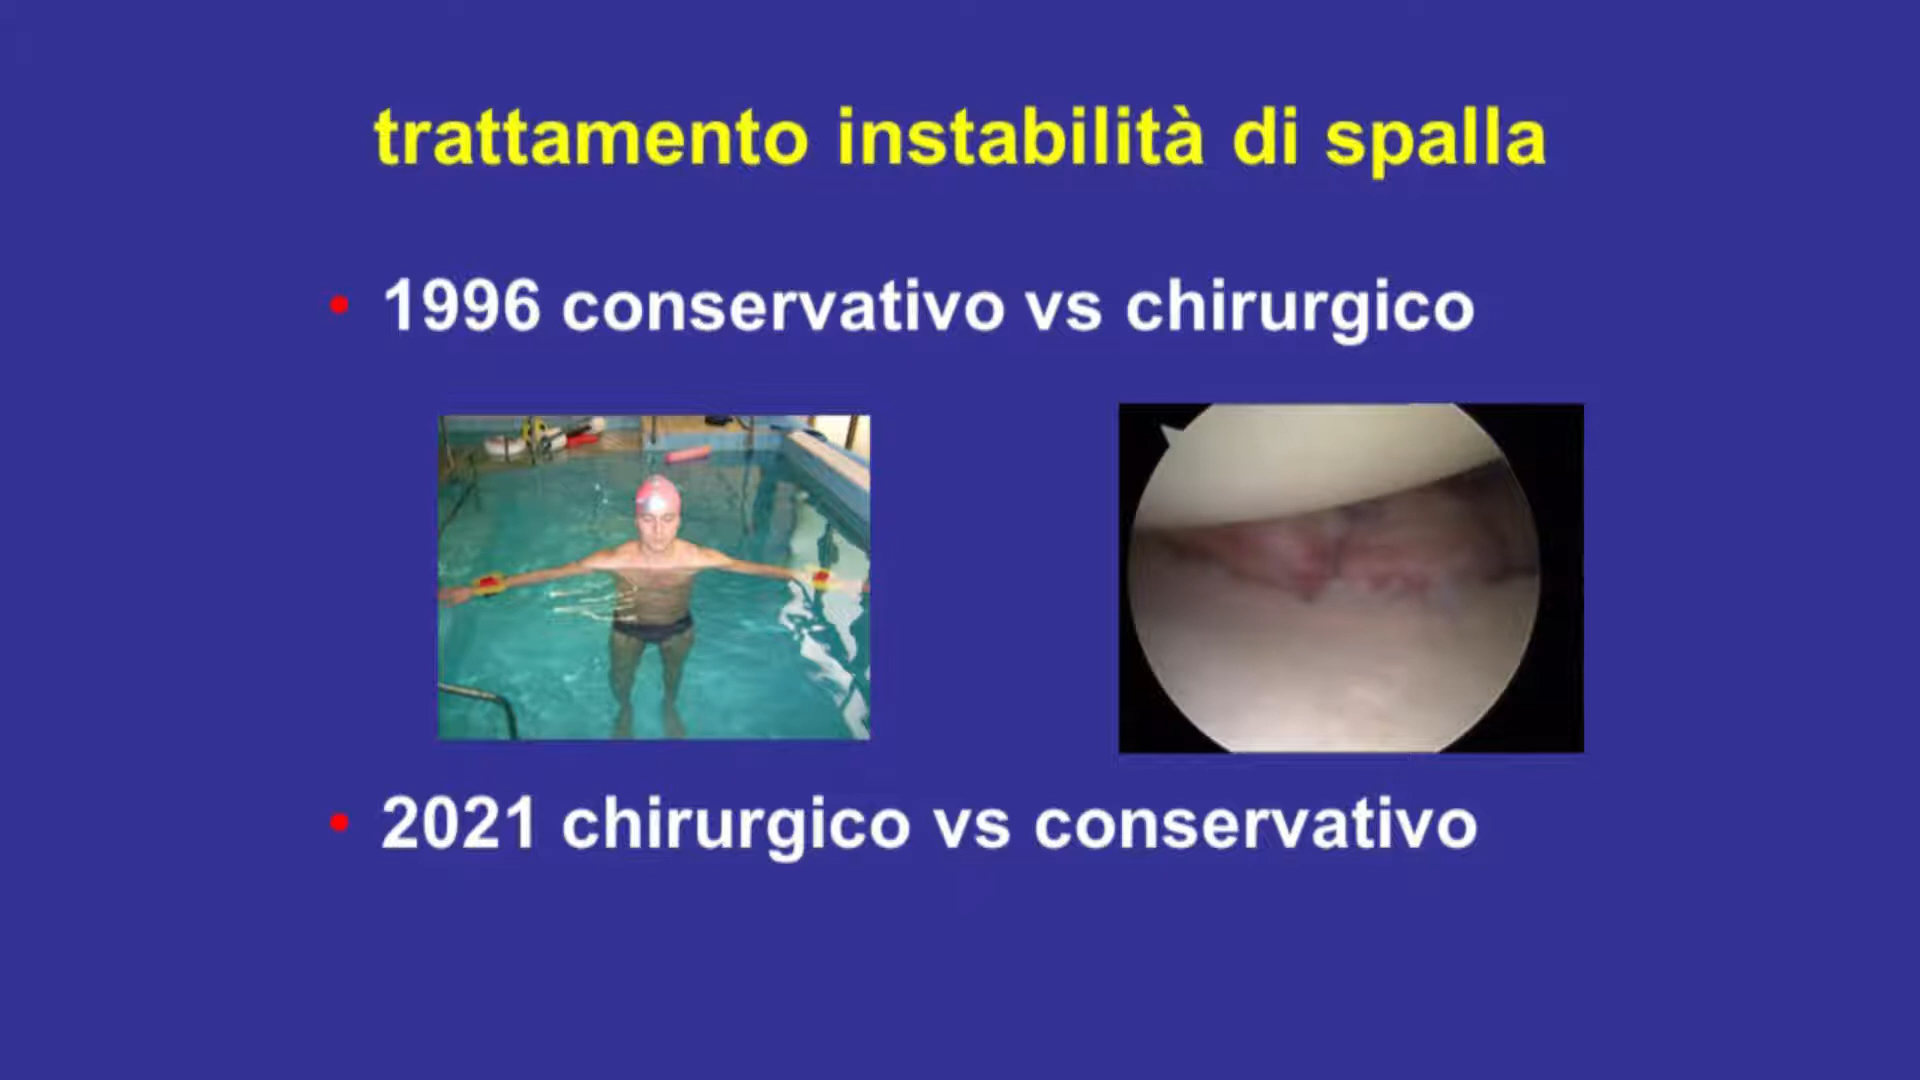 trattamento instabilità di spalla
• 1996 conservativo vs chirurgico
• 2021 chirurgico vs conservativo